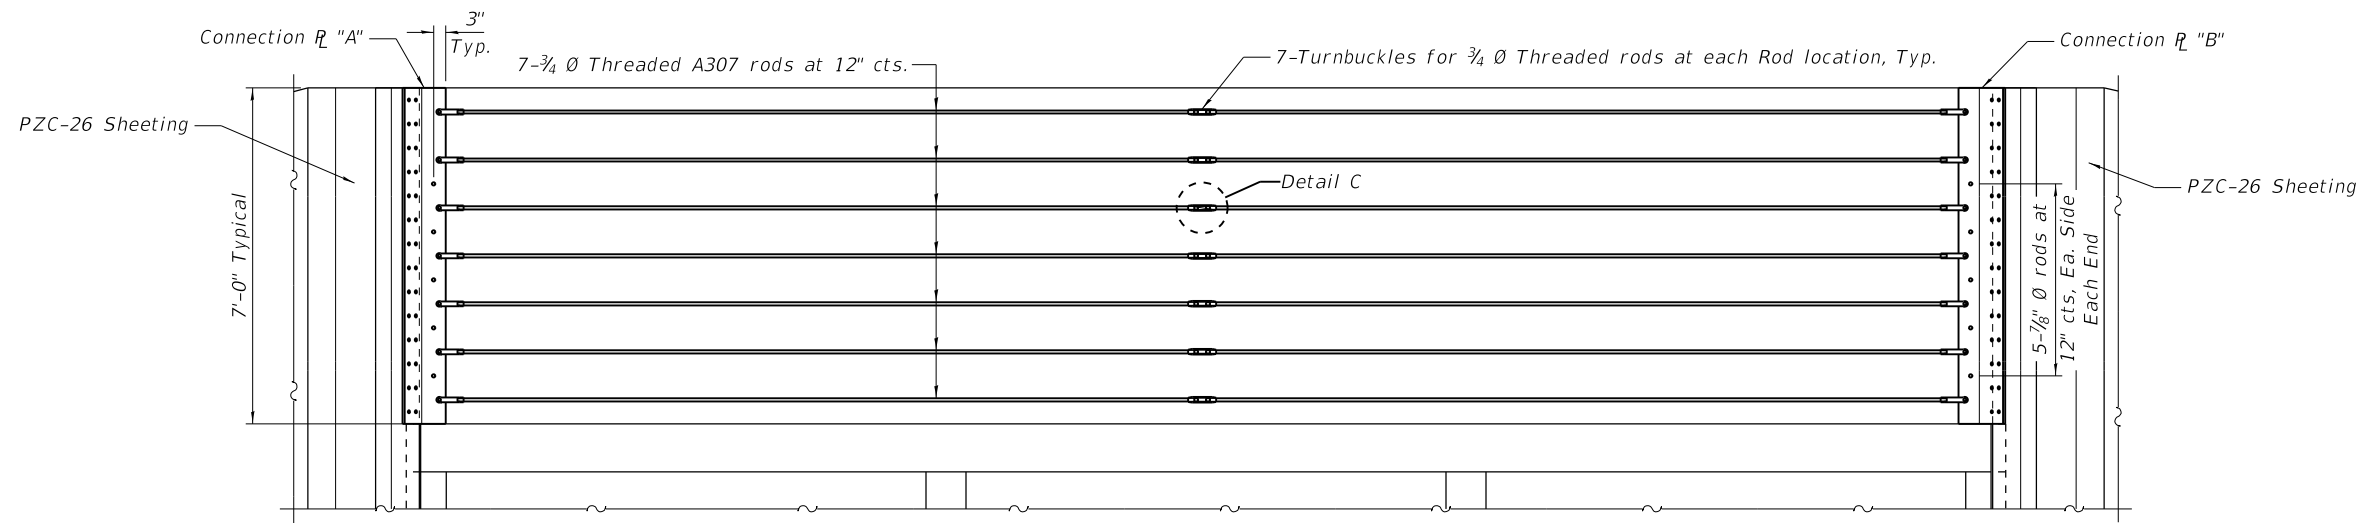 3"
Typ.
Connection ⅊ "A"
7-¾ Ø Threaded A307 rods at 12" cts.
7-Turnbuckles for ¾ Ø Threaded rods at each Rod location, Typ.
Connection ⅊ "B"
PZC-26 Sheeting
Detail C
PZC-26 Sheeting
7'-0" Typical
5-⅞" Ø rods at
12" cts, Ea. Side
Each End